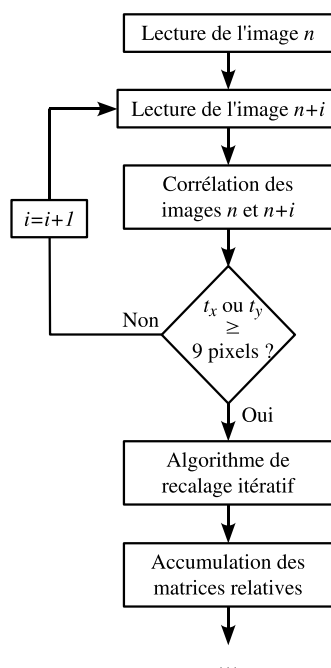 Lecture de l'image n
Lecture de l'image n+i
Corrélation des
images n et n+i
i=i+1
tx ou ty
≥
9 pixels ?
Non
Oui
Algorithme de
recalage itératif
Accumulation des
matrices relatives
...